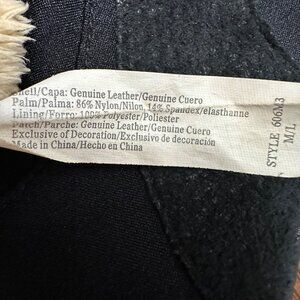 Shell/Capa: Genuine Leather/Genuine Cuero
Palm/Palma: 86% Nylon/Nilon, 14% Spandex/elasthanne
Lining/Forro: 100% Polyester/Poliester
Patch/Parche: Genuine Leather/Genuine Cuero
Exclusive of Decoration/Exclusivo de decoración
Made in China/Hecho en China
STYLE 606M3
M/L